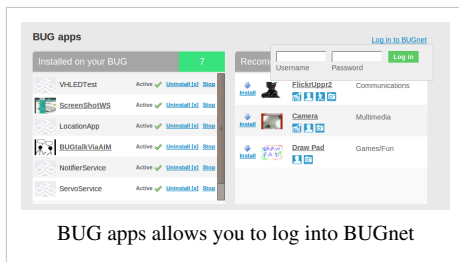 BUG apps
Log in to BUGnet
Installed on your BUG 7
Username Password Log in
VHLEDTest Active Uninstall [x] Stop
ScreenShotWS Active Uninstall [x] Stop
LocationApp Active Uninstall [x] Stop
BUGtalkViaAIM Active Uninstall [x] Stop
NotifierService Active Uninstall [x] Stop
ServoService Active Uninstall [x] Stop
Recom
Install FlickrUppr2 Communications
Install Camera Multimedia
Install Draw Pad Games/Fun
BUG apps allows you to log into BUGnet